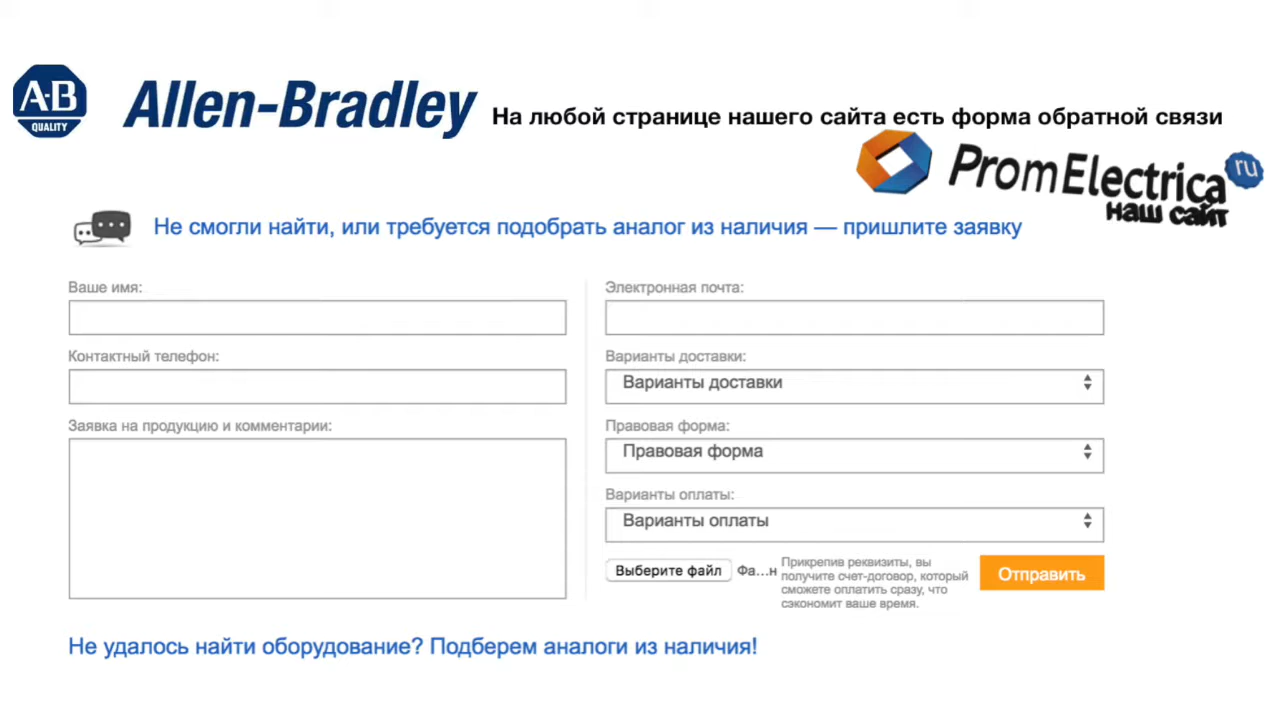 A-B
QUALITY
Allen-Bradley
На любой странице нашего сайта есть форма обратной связи
PromElectrica ru
наш сайт
Не смогли найти, или требуется подобрать аналог из наличия — пришлите заявку
Ваше имя:
Электронная почта:
Контактный телефон:
Варианты доставки:
Варианты доставки
Заявка на продукцию и комментарии:
Правовая форма:
Правовая форма
Варианты оплаты:
Варианты оплаты
Выберите файл Фа...н
Прикрепив реквизиты, вы
получите счет-договор, который
сможете оплатить сразу, что
сэкономит ваше время.
Отправить
Не удалось найти оборудование? Подберем аналоги из наличия!